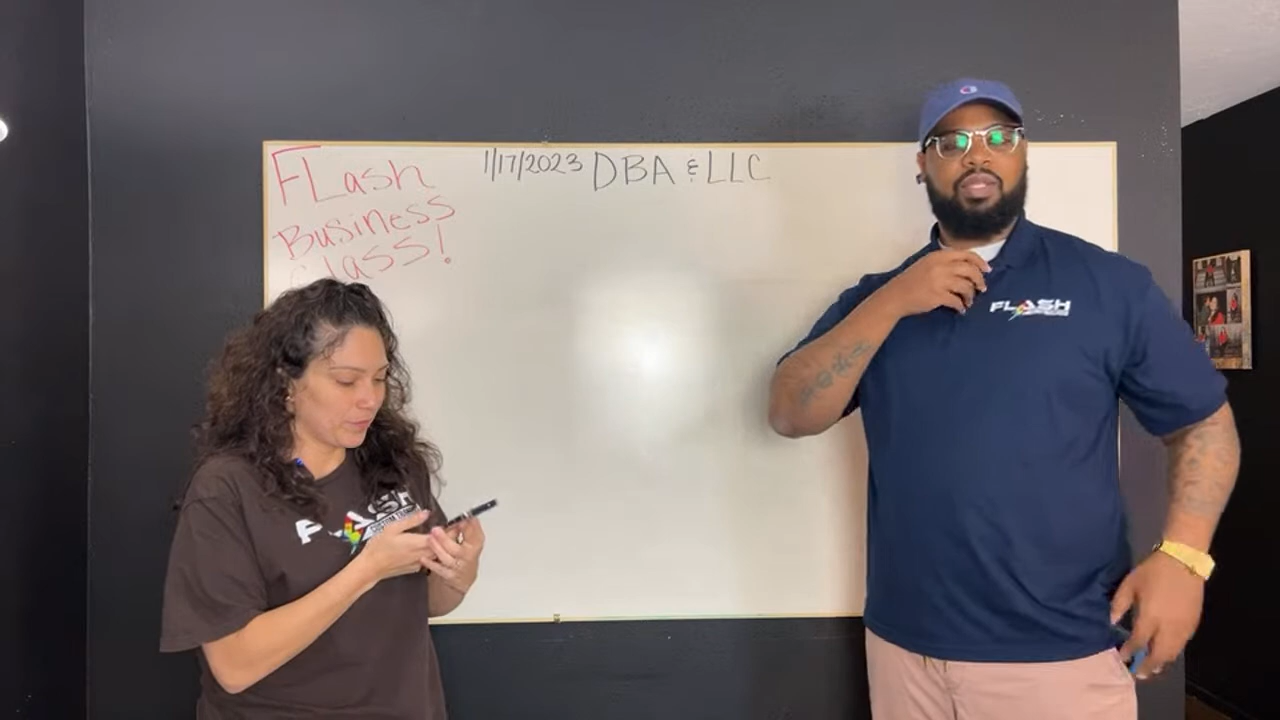 FLash
Business
Class!
1/17/2023 DBA & LLC
FLASH